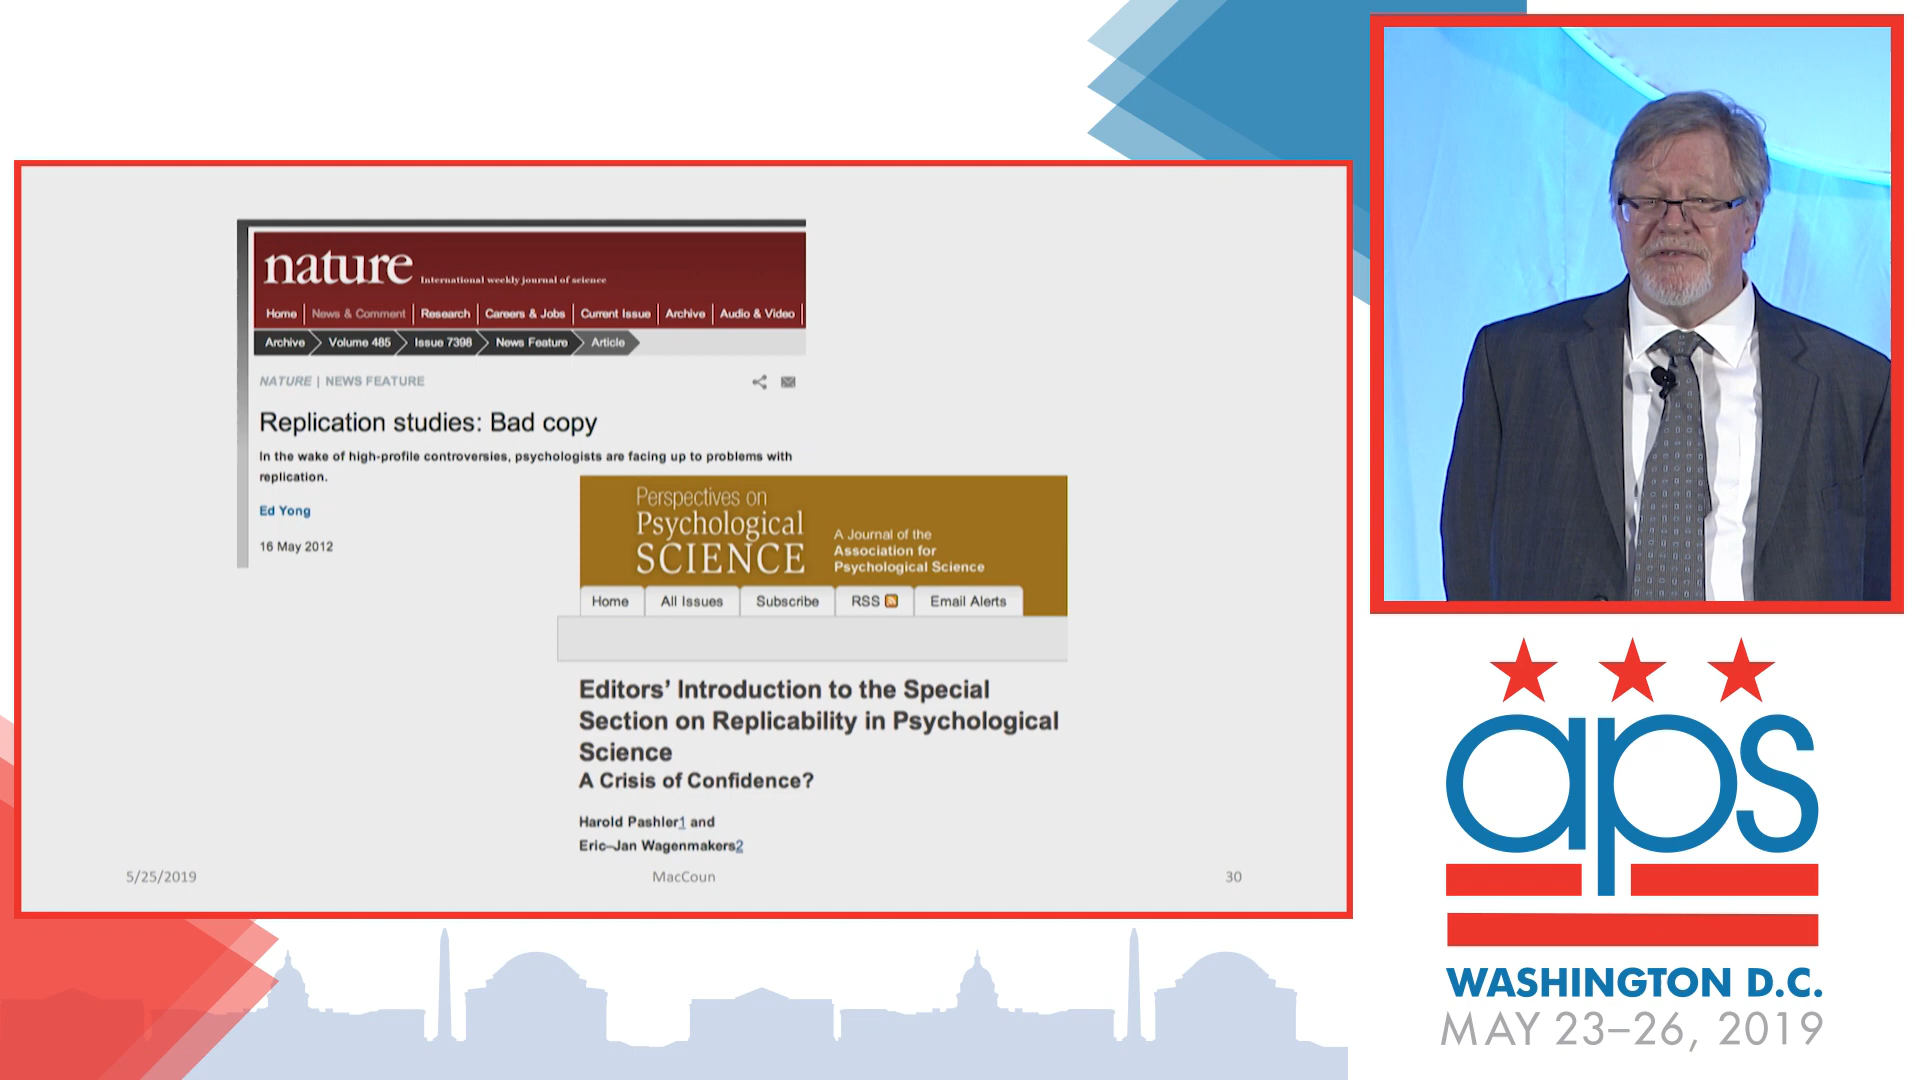 nature International weekly journal of science
Home News & Comment Research Careers & Jobs Current Issue Archive Audio & Video
Archive Volume 485 Issue 7398 News Feature Article
NATURE | NEWS FEATURE
Replication studies: Bad copy
In the wake of high-profile controversies, psychologists are facing up to problems with
replication.
Ed Yong
16 May 2012
Perspectives on
Psychological
SCIENCE
A Journal of the
Association for
Psychological Science
Home All Issues Subscribe RSS Email Alerts
Editors’ Introduction to the Special
Section on Replicability in Psychological
Science
A Crisis of Confidence?
Harold Pashler1 and
Eric–Jan Wagenmakers2
5/25/2019 MacCoun 30
aps
WASHINGTON D.C.
MAY 23–26, 2019